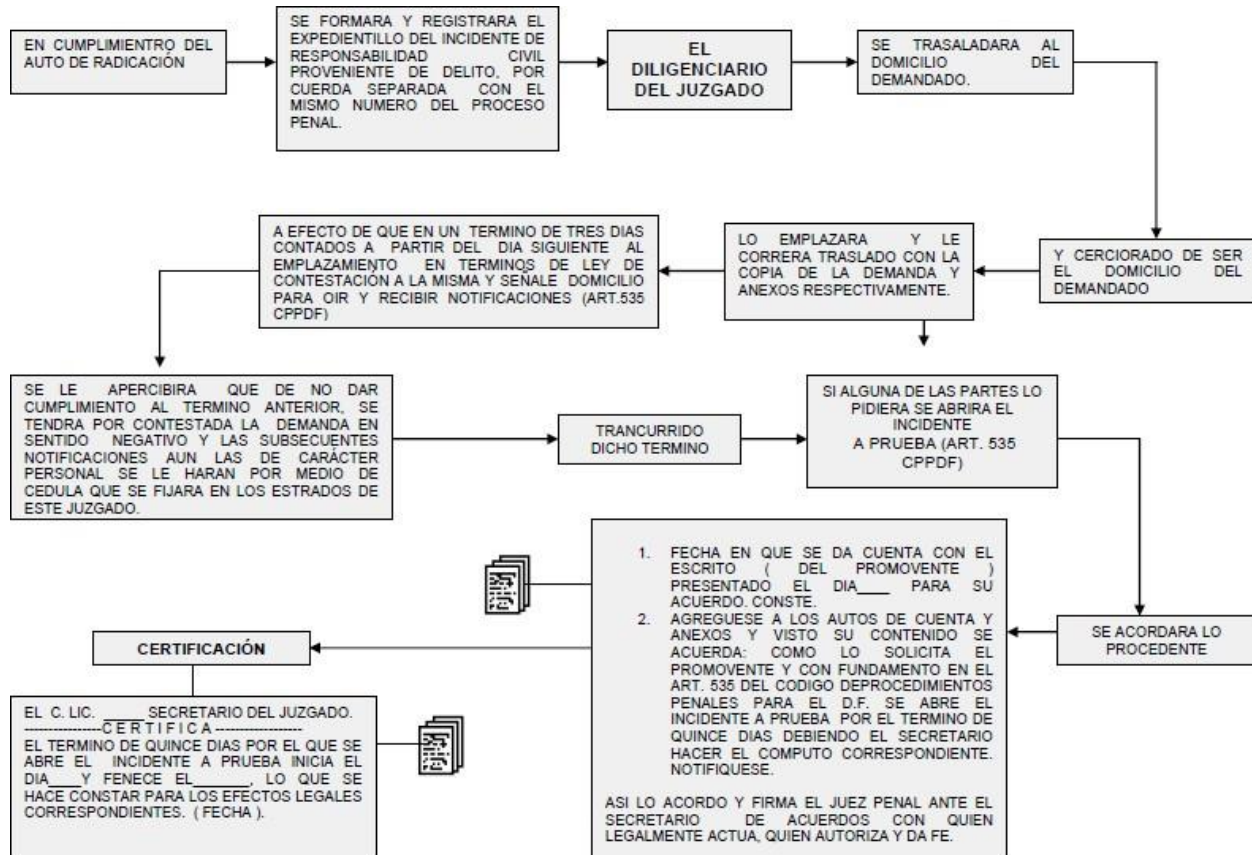 EN CUMPLIMIENTRO DEL
AUTO DE RADICACIÓN
SE FORMARA Y REGISTRARA EL
EXPEDIENTILLO DEL INCIDENTE DE
RESPONSABILIDAD CIVIL
PROVENIENTE DE DELITO, POR
CUERDA SEPARADA CON EL
MISMO NUMERO DEL PROCESO
PENAL.
EL
DILIGENCIARIO
DEL JUZGADO
SE TRASALADARA AL
DOMICILIO DEL
DEMANDADO.
Y CERCIORADO DE SER
EL DOMICILIO DEL
DEMANDADO
LO EMPLAZARA Y LE
CORRERA TRASLADO CON LA
COPIA DE LA DEMANDA Y
ANEXOS RESPECTIVAMENTE.
A EFECTO DE QUE EN UN TERMINO DE TRES DIAS
CONTADOS A PARTIR DEL DIA SIGUIENTE AL
EMPLAZAMIENTO EN TERMINOS DE LEY DE
CONTESTACIÓN A LA MISMA Y SEÑALE DOMICILIO
PARA OIR Y RECIBIR NOTIFICACIONES (ART.535
CPPDF)
SE LE APERCIBIRA QUE DE NO DAR
CUMPLIMIENTO AL TERMINO ANTERIOR, SE
TENDRA POR CONTESTADA LA DEMANDA EN
SENTIDO NEGATIVO Y LAS SUBSECUENTES
NOTIFICACIONES AUN LAS DE CARÁCTER
PERSONAL SE LE HARAN POR MEDIO DE
CEDULA QUE SE FIJARA EN LOS ESTRADOS DE
ESTE JUZGADO.
TRANCURRIDO
DICHO TERMINO
SI ALGUNA DE LAS PARTES LO
PIDIERA SE ABRIRA EL
INCIDENTE
A PRUEBA (ART. 535
CPPDF)
SE ACORDARA LO
PROCEDENTE
1. FECHA EN QUE SE DA CUENTA CON EL
ESCRITO ( DEL PROMOVENTE )
PRESENTADO EL DIA____ PARA SU
ACUERDO. CONSTE.
2. AGREGUESE A LOS AUTOS DE CUENTA Y
ANEXOS Y VISTO SU CONTENIDO SE
ACUERDA: COMO LO SOLICITA EL
PROMOVENTE Y CON FUNDAMENTO EN EL
ART. 535 DEL CODIGO DEPROCEDIMIENTOS
PENALES PARA EL D.F. SE ABRE EL
INCIDENTE A PRUEBA POR EL TERMINO DE
QUINCE DIAS DEBIENDO EL SECRETARIO
HACER EL COMPUTO CORRESPONDIENTE.
NOTIFIQUESE.
ASI LO ACORDO Y FIRMA EL JUEZ PENAL ANTE EL
SECRETARIO DE ACUERDOS CON QUIEN
LEGALMENTE ACTUA, QUIEN AUTORIZA Y DA FE.
CERTIFICACIÓN
EL C. LIC. _____ SECRETARIO DEL JUZGADO.
----------------C E R T I F I C A ------------------
EL TERMINO DE QUINCE DIAS POR EL QUE SE
ABRE EL INCIDENTE A PRUEBA INICIA EL
DIA____Y FENECE EL_______, LO QUE SE
HACE CONSTAR PARA LOS EFECTOS LEGALES
CORRESPONDIENTES. ( FECHA ).